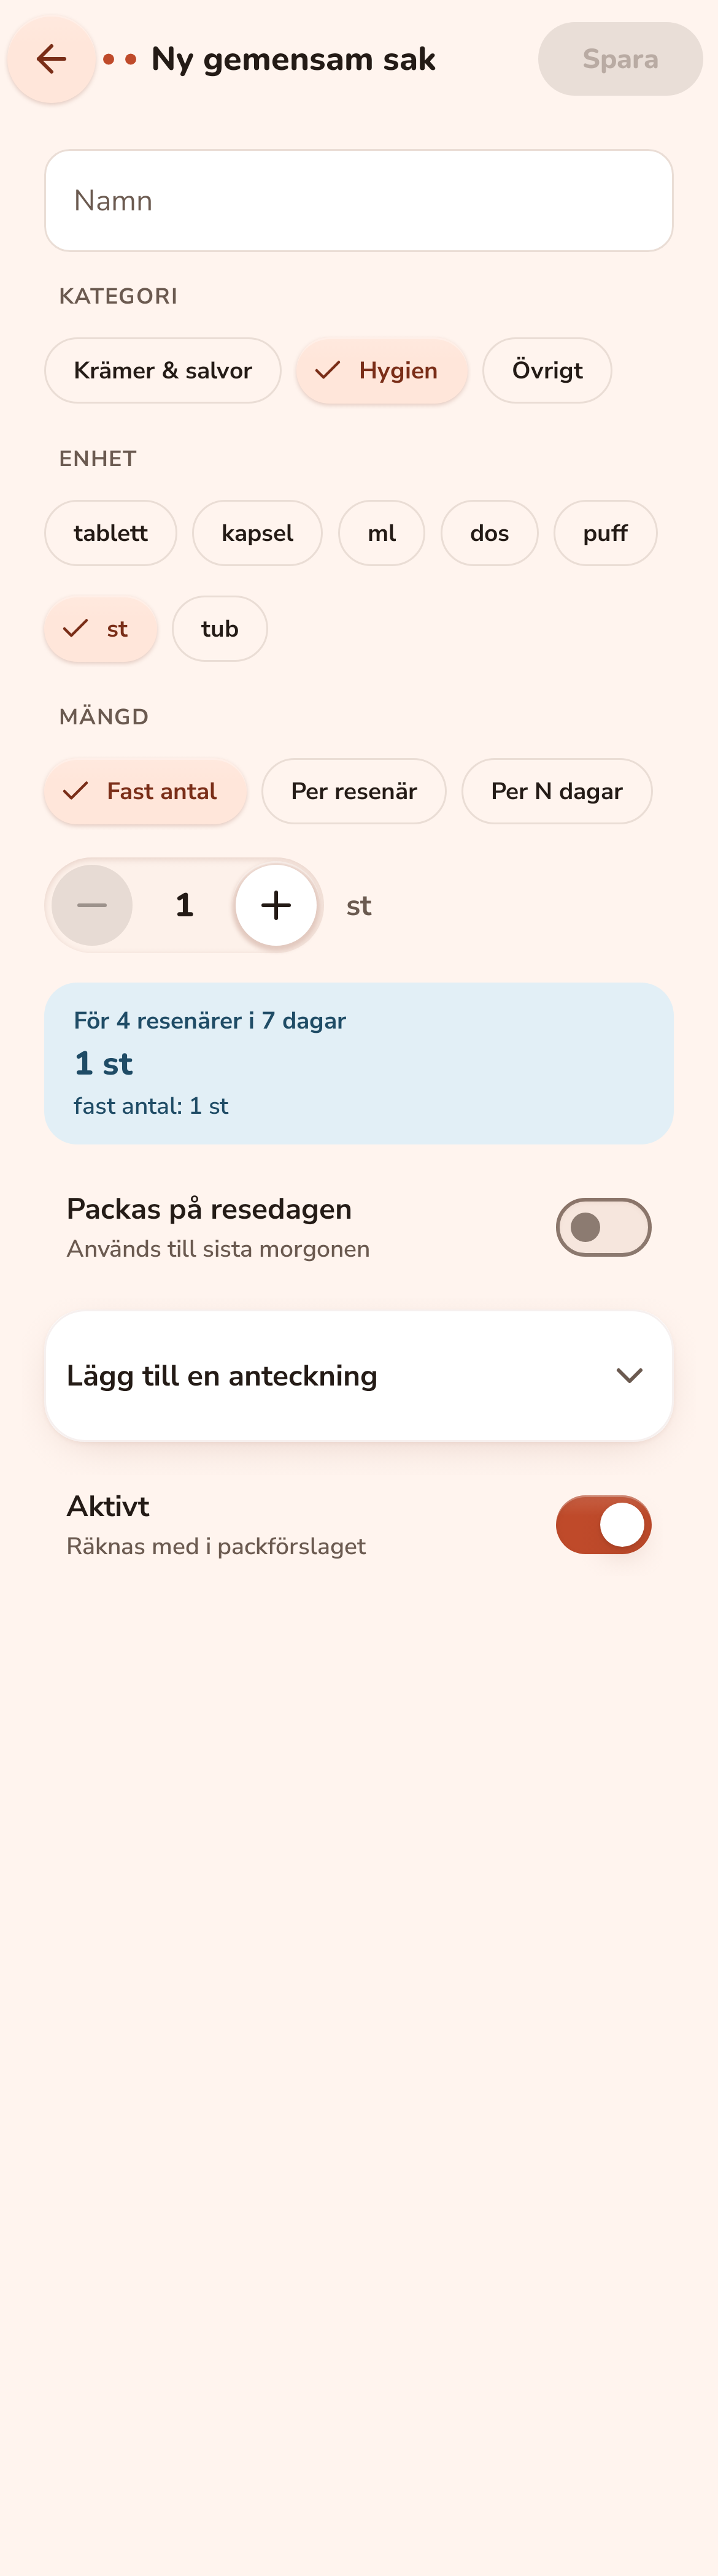 Ny gemensam sak
Spara
Namn
KATEGORI
Krämer & salvor
Hygien
Övrigt
ENHET
tablett
kapsel
ml
dos
puff
st
tub
MÄNGD
Fast antal
Per resenär
Per N dagar
1
st
För 4 resenärer i 7 dagar
1 st
fast antal: 1 st
Packas på resedagen
Används till sista morgonen
Lägg till en anteckning
Aktivt
Räknas med i packförslaget